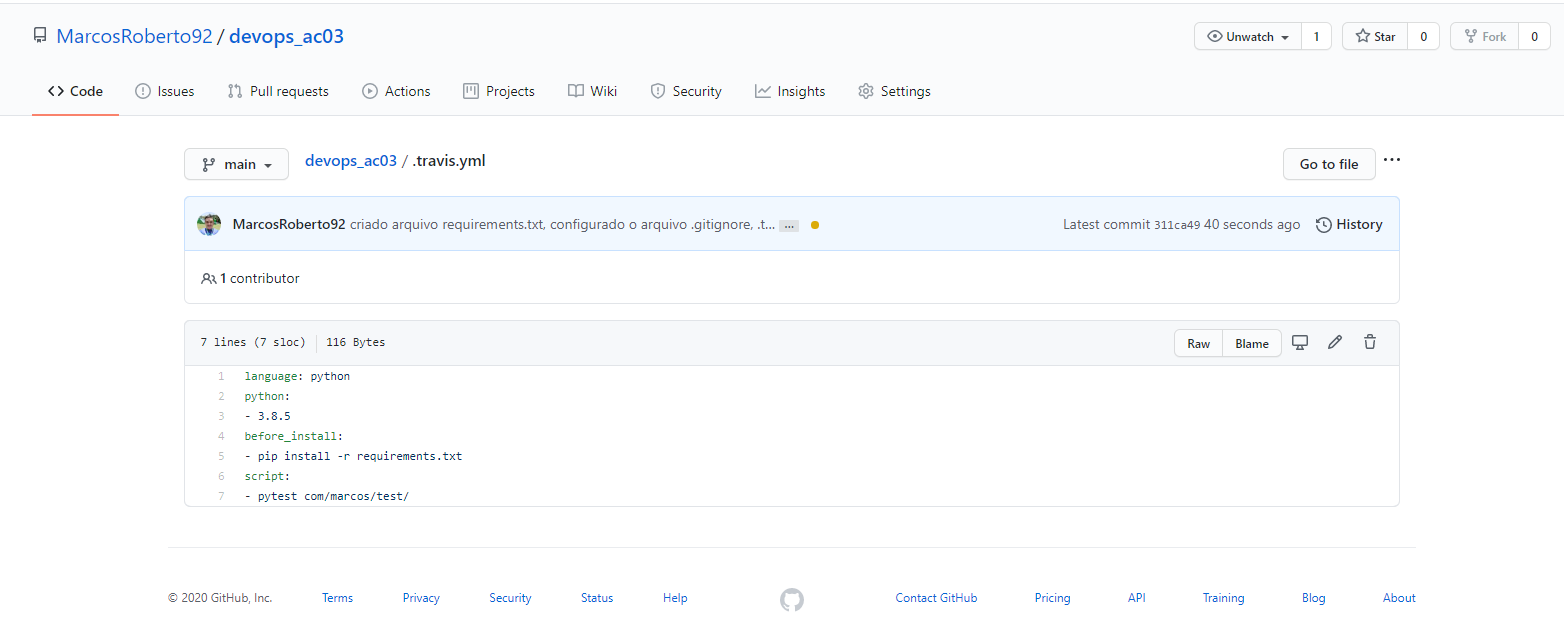 MarcosRoberto92 / devops_ac03
Unwatch 1 Star 0 Fork 0
Code Issues Pull requests Actions Projects Wiki Security Insights Settings
main devops_ac03 / .travis.yml Go to file ...
MarcosRoberto92 criado arquivo requirements.txt, configurado o arquivo .gitignore, .t... ... Latest commit 311ca49 40 seconds ago History
1 contributor
7 lines (7 sloc) 116 Bytes Raw Blame
1 language: python
2 python:
3 - 3.8.5
4 before_install:
5 - pip install -r requirements.txt
6 script:
7 - pytest com/marcos/test/
© 2020 GitHub, Inc. Terms Privacy Security Status Help Contact GitHub Pricing API Training Blog About